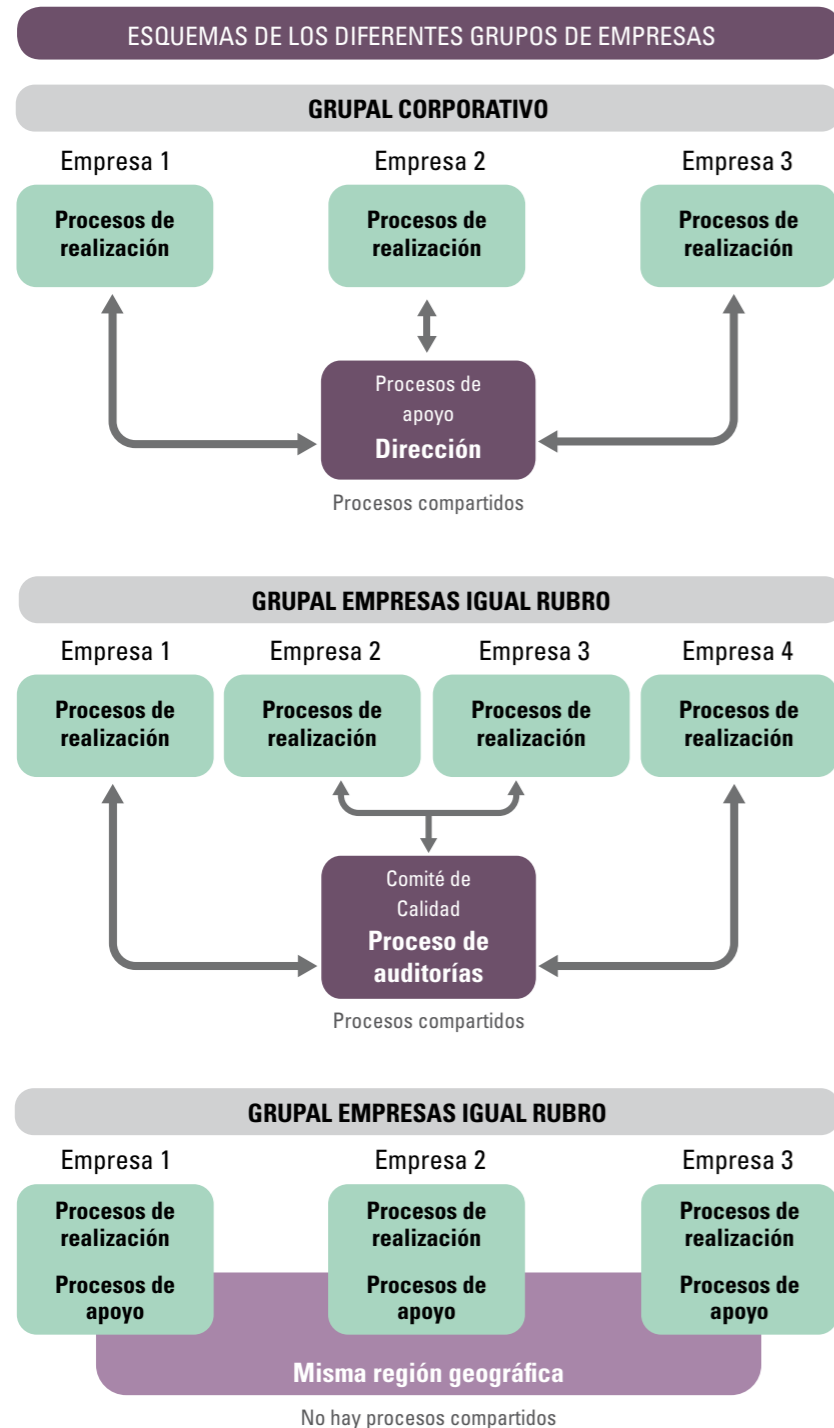 ESQUEMAS DE LOS DIFERENTES GRUPOS DE EMPRESAS
GRUPAL CORPORATIVO
Empresa 1
Empresa 2
Empresa 3
Procesos de
realización
Procesos de
realización
Procesos de
realización
Procesos de
apoyo
Dirección
Procesos compartidos
GRUPAL EMPRESAS IGUAL RUBRO
Empresa 1
Empresa 2
Empresa 3
Empresa 4
Procesos de
realización
Procesos de
realización
Procesos de
realización
Procesos de
realización
Comité de
Calidad
Proceso de
auditorías
Procesos compartidos
GRUPAL EMPRESAS IGUAL RUBRO
Empresa 1
Empresa 2
Empresa 3
Procesos de
realización
Procesos de
apoyo
Procesos de
realización
Procesos de
apoyo
Procesos de
realización
Procesos de
apoyo
Misma región geográfica
No hay procesos compartidos